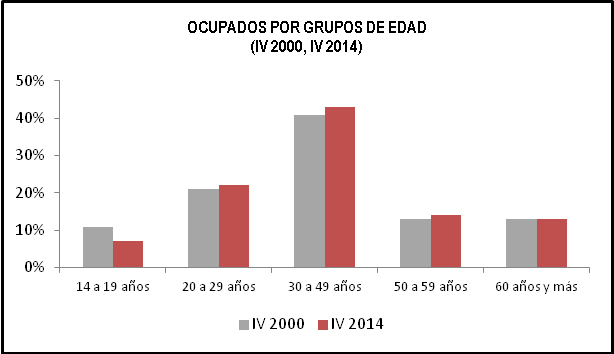 OCUPADOS POR GRUPOS DE EDAD
(IV 2000, IV 2014)
50%
40%
30%
20%
10%
0%
14 a 19 años 20 a 29 años 30 a 49 años 50 a 59 años 60 años y más
IV 2000 IV 2014